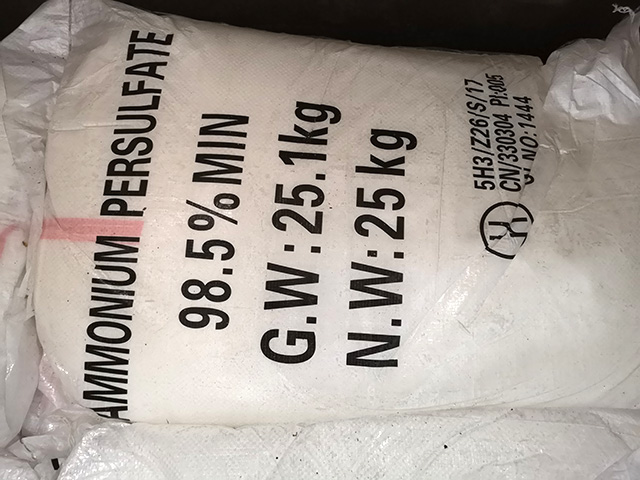 AMMONIUM PERSULFATE
98.5%MIN
G.W:25.1kg
N.W:25kg
5H3/Z26/S/17
CN/330304 PI:005
NO:1444